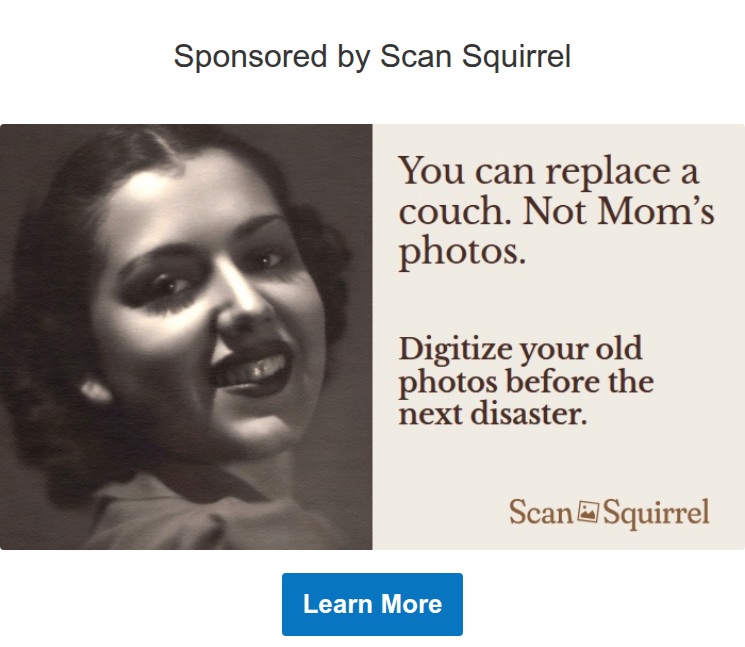 Sponsored by Scan Squirrel
You can replace a
couch. Not Mom’s
photos.
Digitize your old
photos before the
next disaster.
Scan Squirrel
Learn More